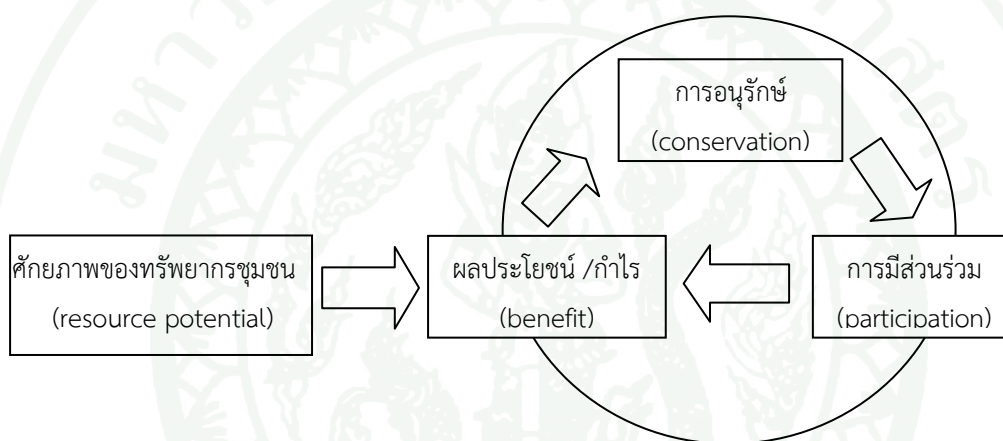 การอนุรักษ์
(conservation)
ศักยภาพของทรัพยากรชุมชน
(resource potential)
ผลประโยชน์ /กำไร
(benefit)
การมีส่วนร่วม
(participation)